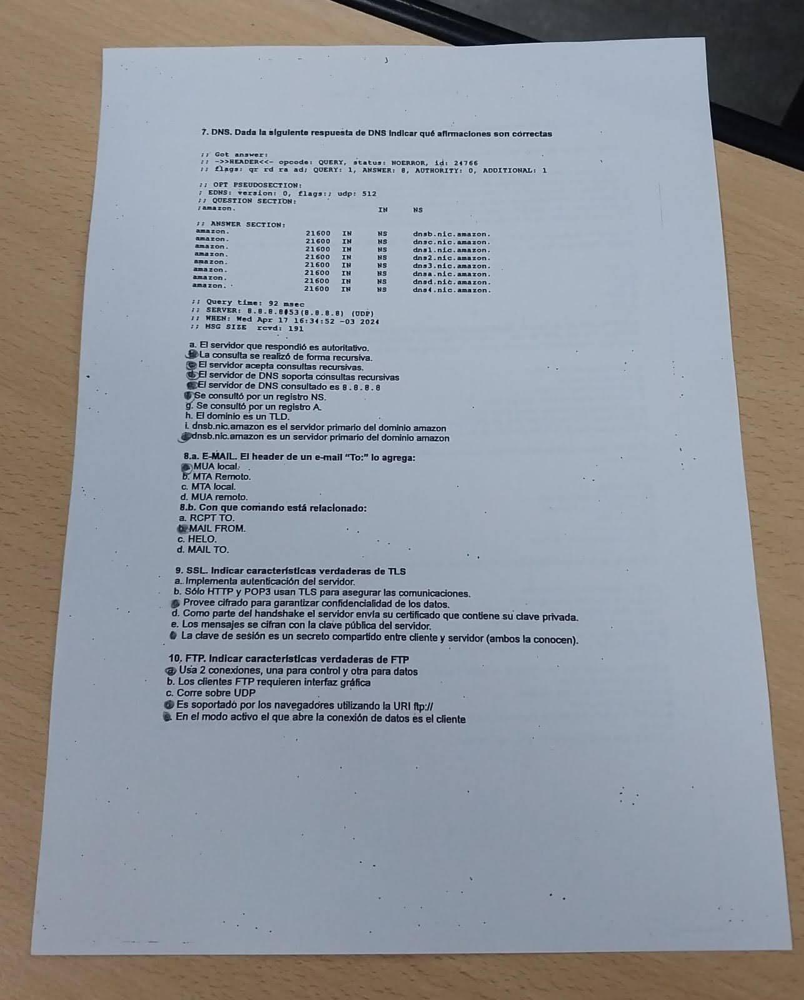 7. DNS. Dada la siguiente respuesta de DNS indicar qué afirmaciones son correctas
;; Got answer:
;; ->>HEADER<<- opcode: QUERY, status: NOERROR, id: 24766
;; flags: qr rd ra ad; QUERY: 1, ANSWER: 8, AUTHORITY: 0, ADDITIONAL: 1
;; OPT PSEUDOSECTION:
; EDNS: version: 0, flags:; udp: 512
;; QUESTION SECTION:
;amazon. IN NS
;; ANSWER SECTION:
amazon. 21600 IN NS dnsb.nic.amazon.
amazon. 21600 IN NS dnsc.nic.amazon.
amazon. 21600 IN NS dns1.nic.amazon.
amazon. 21600 IN NS dns2.nic.amazon.
amazon. 21600 IN NS dns3.nic.amazon.
amazon. 21600 IN NS dnsa.nic.amazon.
amazon. 21600 IN NS dnsd.nic.amazon.
amazon. 21600 IN NS dns4.nic.amazon.
;; Query time: 92 msec
;; SERVER: 8.8.8.8#53(8.8.8.8) (UDP)
;; WHEN: Wed Apr 17 16:34:52 -03 2024
;; MSG SIZE rcvd: 191
a. El servidor que respondió es autoritativo.
La consulta se realizó de forma recursiva.
c. El servidor acepta consultas recursivas.
d. El servidor de DNS soporta consultas recursivas
e. El servidor de DNS consultado es 8.8.8.8
f. Se consultó por un registro NS.
g. Se consultó por un registro A.
h. El dominio es un TLD.
i. dnsb.nic.amazon es el servidor primario del dominio amazon
dnsb.nic.amazon es un servidor primario del dominio amazon
8.a. E-MAIL. El header de un e-mail “To:” lo agrega:
a. MUA local.
b. MTA Remoto.
c. MTA local.
d. MUA remoto.
8.b. Con que comando está relacionado:
a. RCPT TO.
b. MAIL FROM.
c. HELO.
d. MAIL TO.
9. SSL. Indicar características verdaderas de TLS
a. Implementa autenticación del servidor.
b. Sólo HTTP y POP3 usan TLS para asegurar las comunicaciones.
Provee cifrado para garantizar confidencialidad de los datos.
d. Como parte del handshake el servidor envía su certificado que contiene su clave privada.
e. Los mensajes se cifran con la clave pública del servidor.
La clave de sesión es un secreto compartido entre cliente y servidor (ambos la conocen).
10. FTP. Indicar características verdaderas de FTP
a. Usa 2 conexiones, una para control y otra para datos
b. Los clientes FTP requieren interfaz gráfica
c. Corre sobre UDP
d. Es soportado por los navegadores utilizando la URI ftp://
e. En el modo activo el que abre la conexión de datos es el cliente